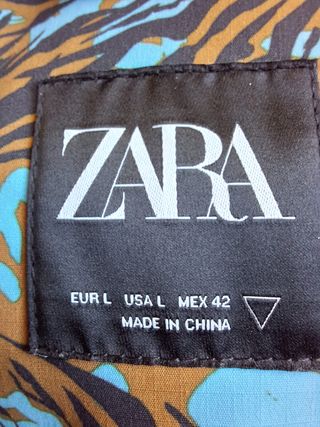 ZARA
EUR L USA L MEX 42
MADE IN CHINA